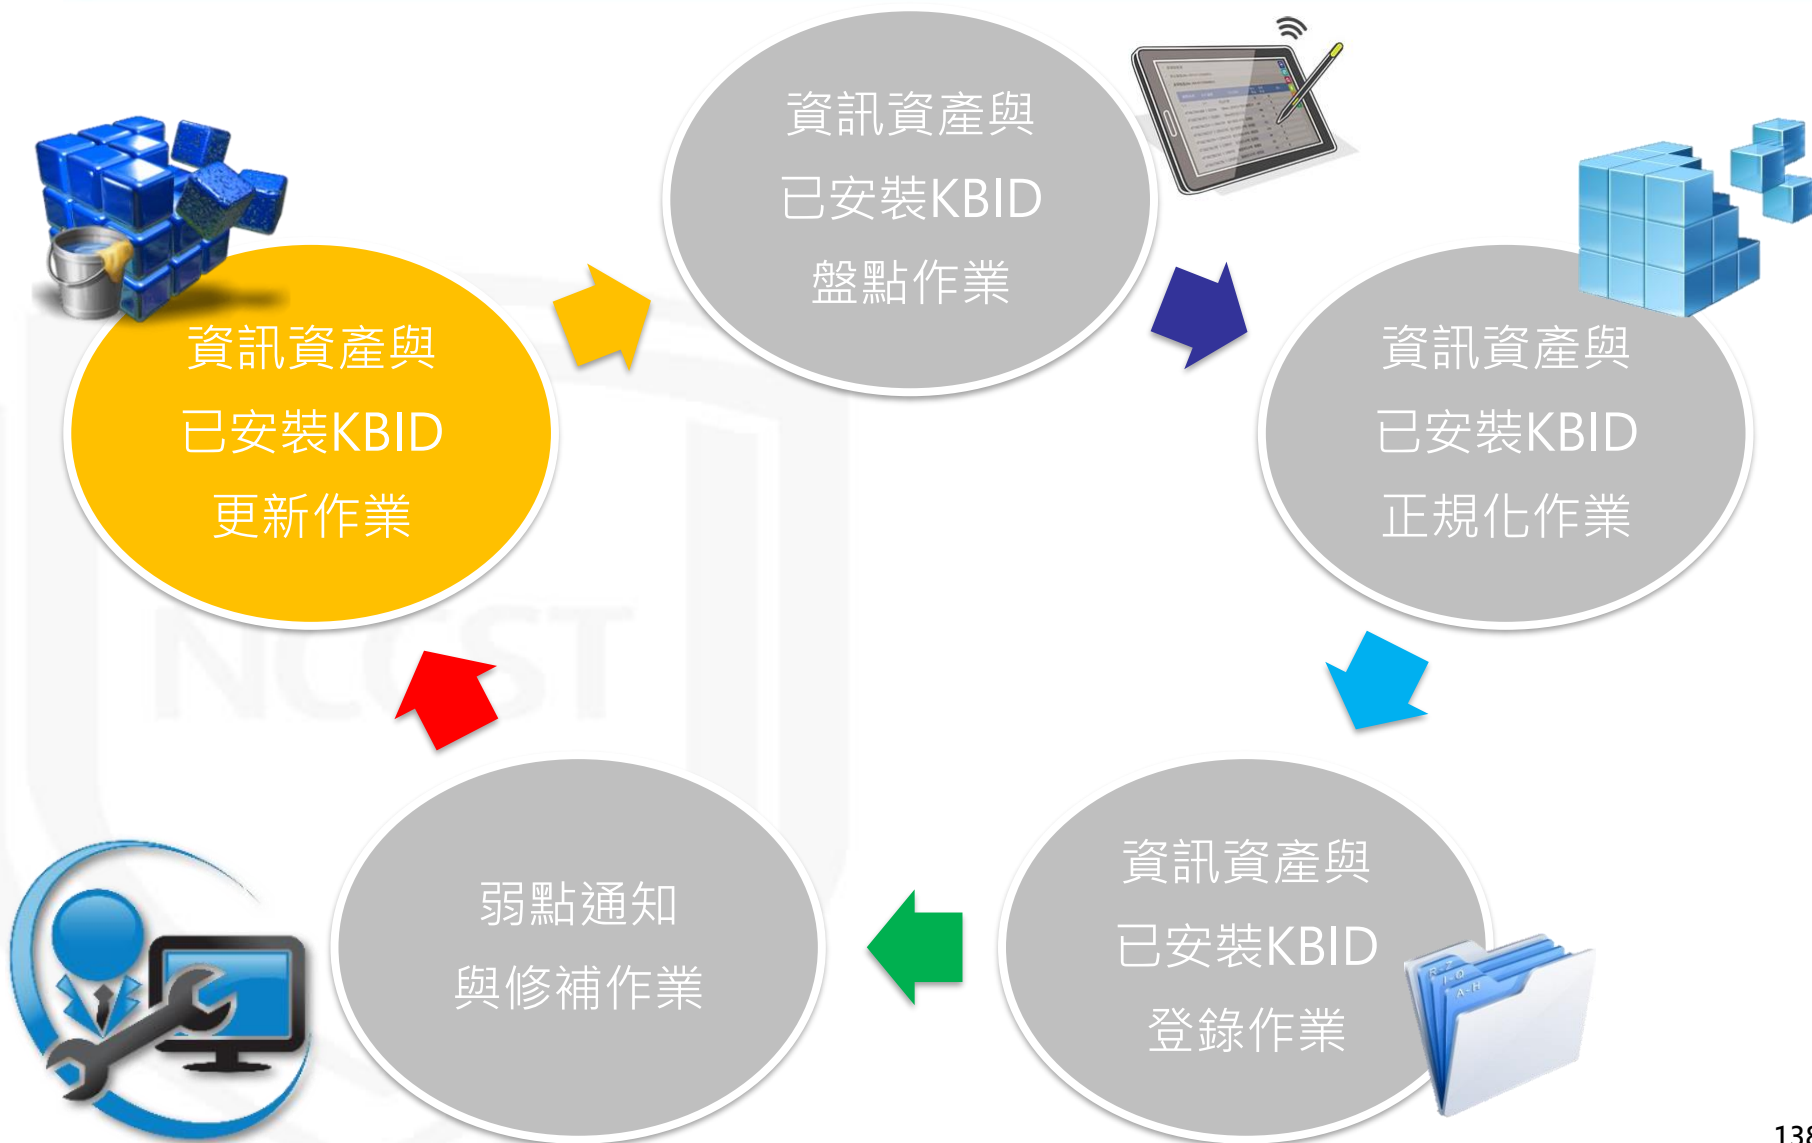 資訊資產與
已安裝KBID
盤點作業
資訊資產與
已安裝KBID
正規化作業
資訊資產與
已安裝KBID
登錄作業
弱點通知
與修補作業
資訊資產與
已安裝KBID
更新作業
NCCST
R-Z
I-Q
A-H
138